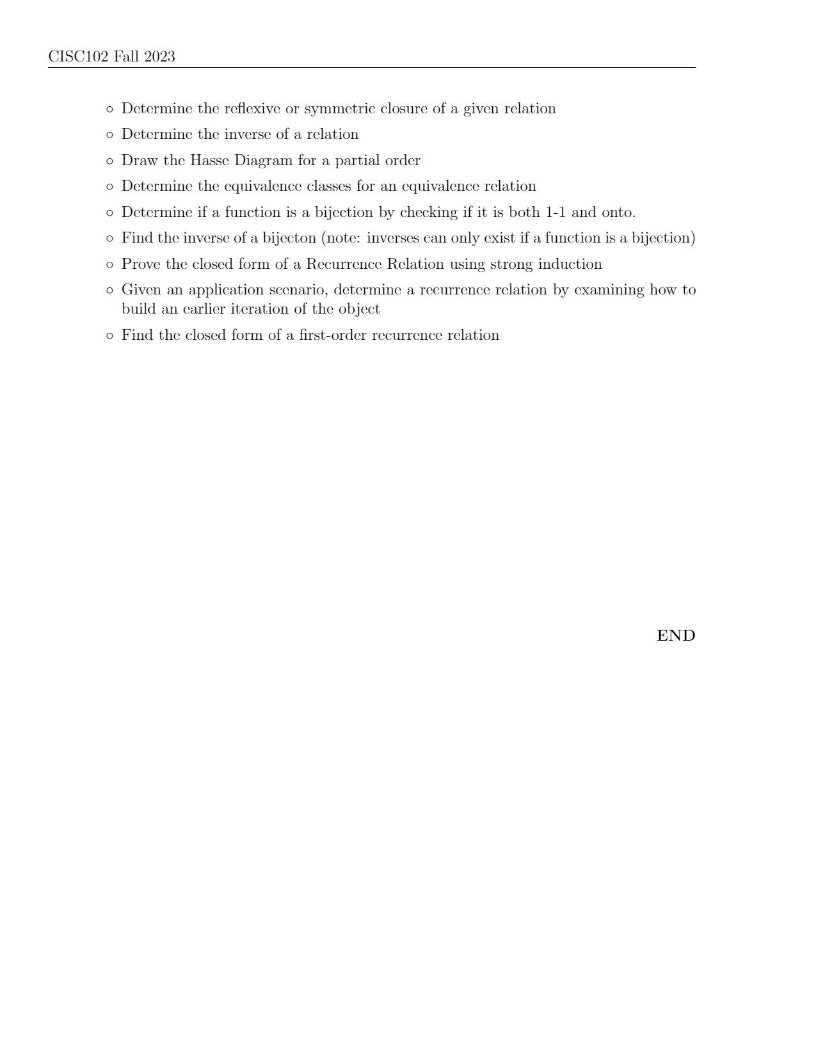 CISC102 Fall 2023
◦ Determine the reflexive or symmetric closure of a given relation
◦ Determine the inverse of a relation
◦ Draw the Hasse Diagram for a partial order
◦ Determine the equivalence classes for an equivalence relation
◦ Determine if a function is a bijection by checking if it is both 1-1 and onto.
◦ Find the inverse of a bijecton (note: inverses can only exist if a function is a bijection)
◦ Prove the closed form of a Recurrence Relation using strong induction
◦ Given an application scenario, determine a recurrence relation by examining how to
build an earlier iteration of the object
◦ Find the closed form of a first-order recurrence relation
END